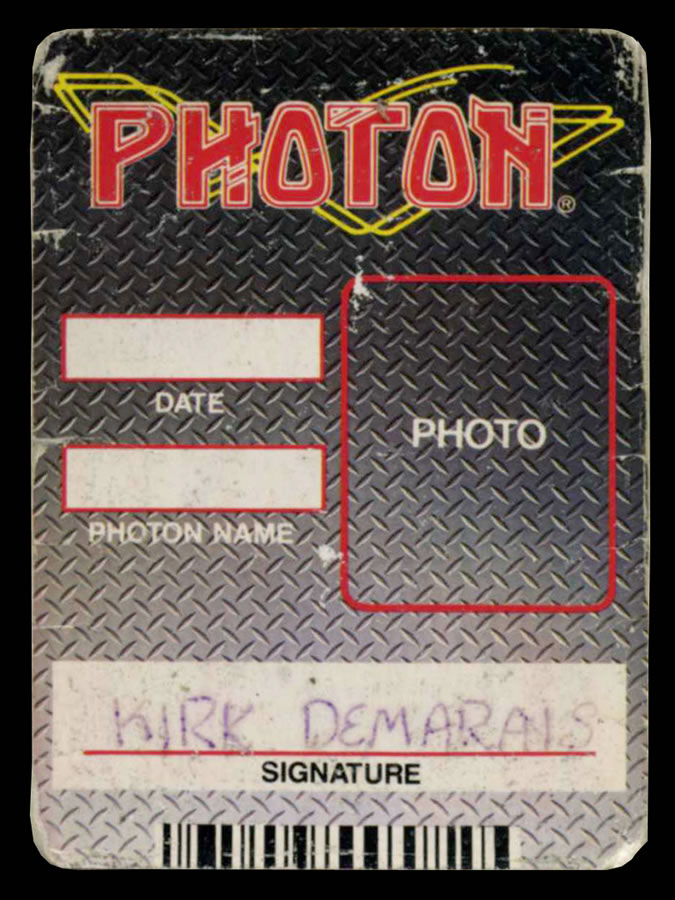 PHOTON®
DATE
PHOTO
PHOTON NAME
KIRK DEMARAIS
SIGNATURE